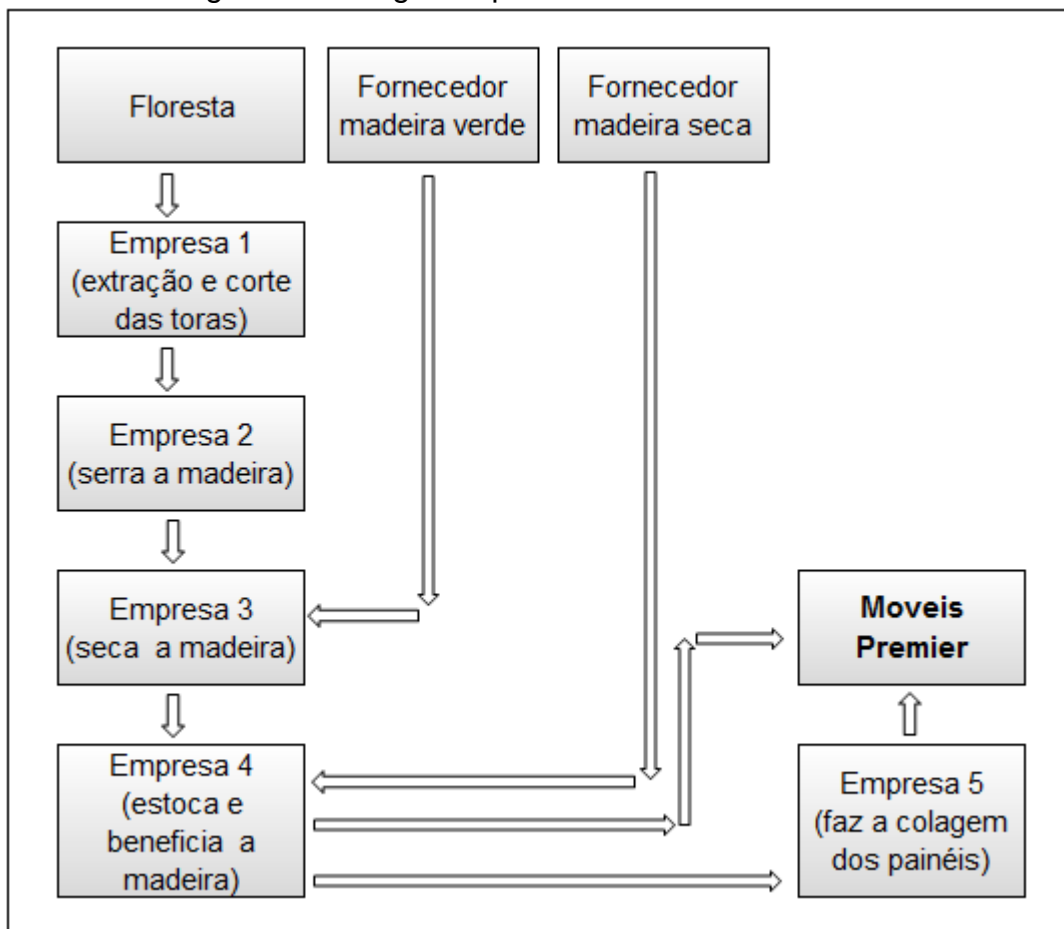 Floresta
Fornecedor
madeira verde
Fornecedor
madeira seca
Empresa 1
(extração e corte
das toras)
Empresa 2
(serra a madeira)
Empresa 3
(seca a madeira)
Moveis
Premier
Empresa 4
(estoca e
beneficia a
madeira)
Empresa 5
(faz a colagem
dos painéis)